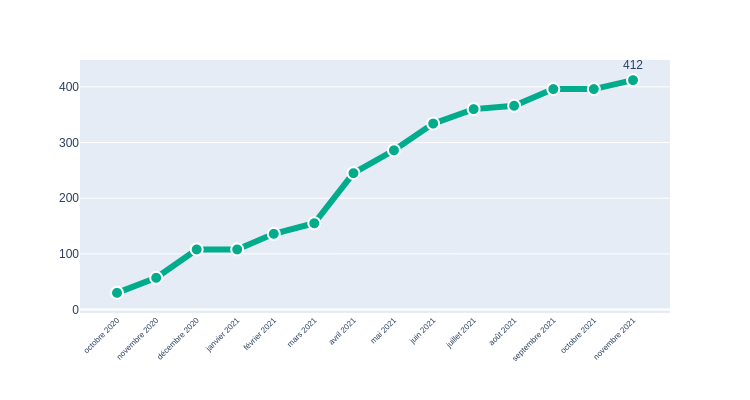 412
400
300
200
100
0
octobre 2020
novembre 2020
décembre 2020
janvier 2021
février 2021
mars 2021
avril 2021
mai 2021
juin 2021
juillet 2021
août 2021
septembre 2021
octobre 2021
novembre 2021